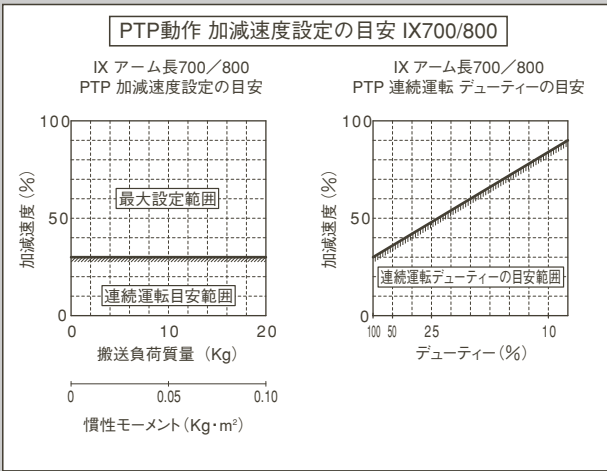 PTP動作 加減速度設定の目安 IX700/800
IX アーム長700／800
PTP 加減速度設定の目安
100
50
0
加減速度(%)
最大設定範囲
連続運転目安範囲
0 10 20
搬送負荷質量 (Kg)
0 0.05 0.10
慣性モーメント(Kg・m²)
IX アーム長700／800
PTP 連続運転 デューティーの目安
100
50
0
加減速度(%)
連続運転デューティーの目安範囲
100 50 25 10
デューティー(%)